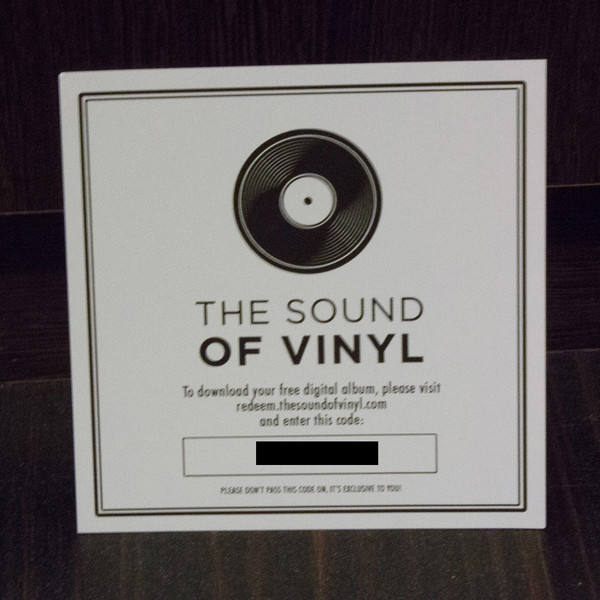 THE SOUND
OF VINYL
To download your free digital album, please visit
redeem.thesoundofvinyl.com
and enter this code:
PLEASE DON'T PASS THIS CODE ON, IT'S EXCLUSIVE TO YOU!